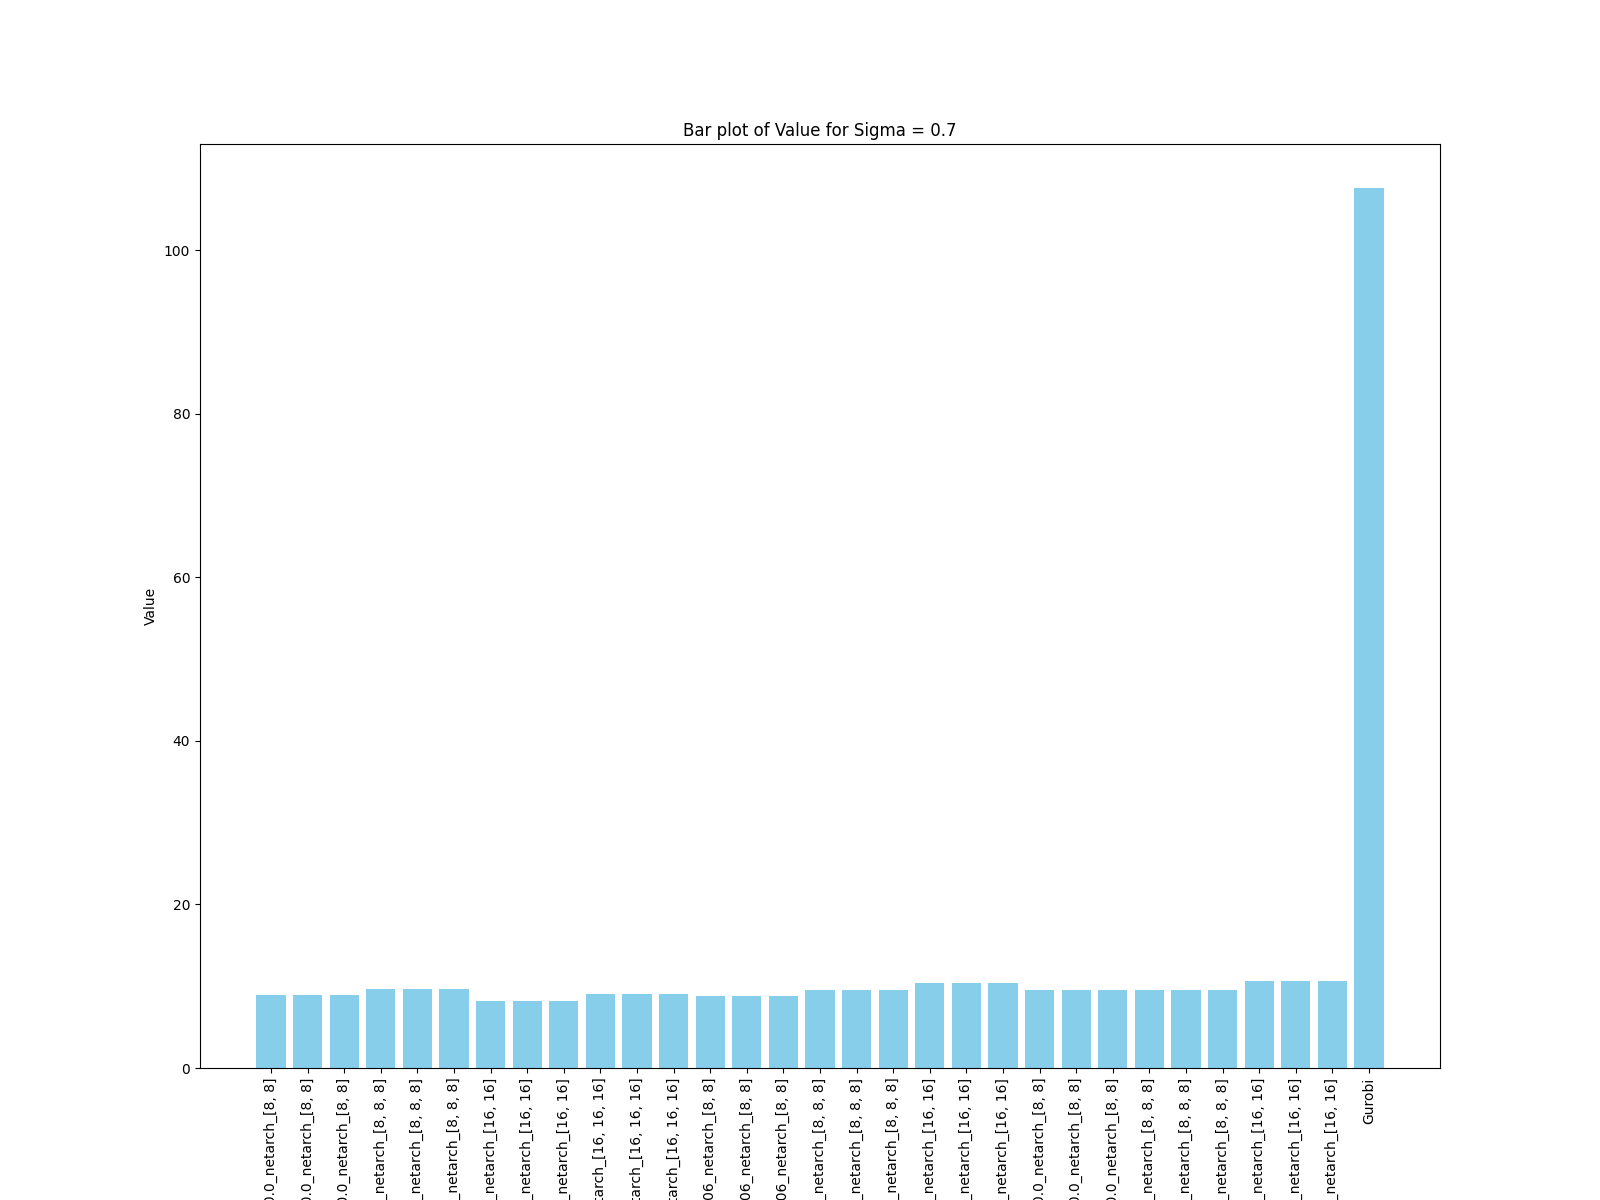 Bar plot of Value for Sigma = 0.7
Value
100
80
60
40
20
0
0.0_netarch_[8, 8]
0.0_netarch_[8, 8]
0.0_netarch_[8, 8]
_netarch_[8, 8, 8]
_netarch_[8, 8, 8]
_netarch_[8, 8, 8]
_netarch_[16, 16]
_netarch_[16, 16]
_netarch_[16, 16]
tarch_[16, 16, 16]
tarch_[16, 16, 16]
tarch_[16, 16, 16]
06_netarch_[8, 8]
06_netarch_[8, 8]
06_netarch_[8, 8]
_netarch_[8, 8, 8]
_netarch_[8, 8, 8]
_netarch_[8, 8, 8]
_netarch_[16, 16]
_netarch_[16, 16]
_netarch_[16, 16]
0.0_netarch_[8, 8]
0.0_netarch_[8, 8]
0.0_netarch_[8, 8]
_netarch_[8, 8, 8]
_netarch_[8, 8, 8]
_netarch_[8, 8, 8]
_netarch_[16, 16]
_netarch_[16, 16]
_netarch_[16, 16]
Gurobi